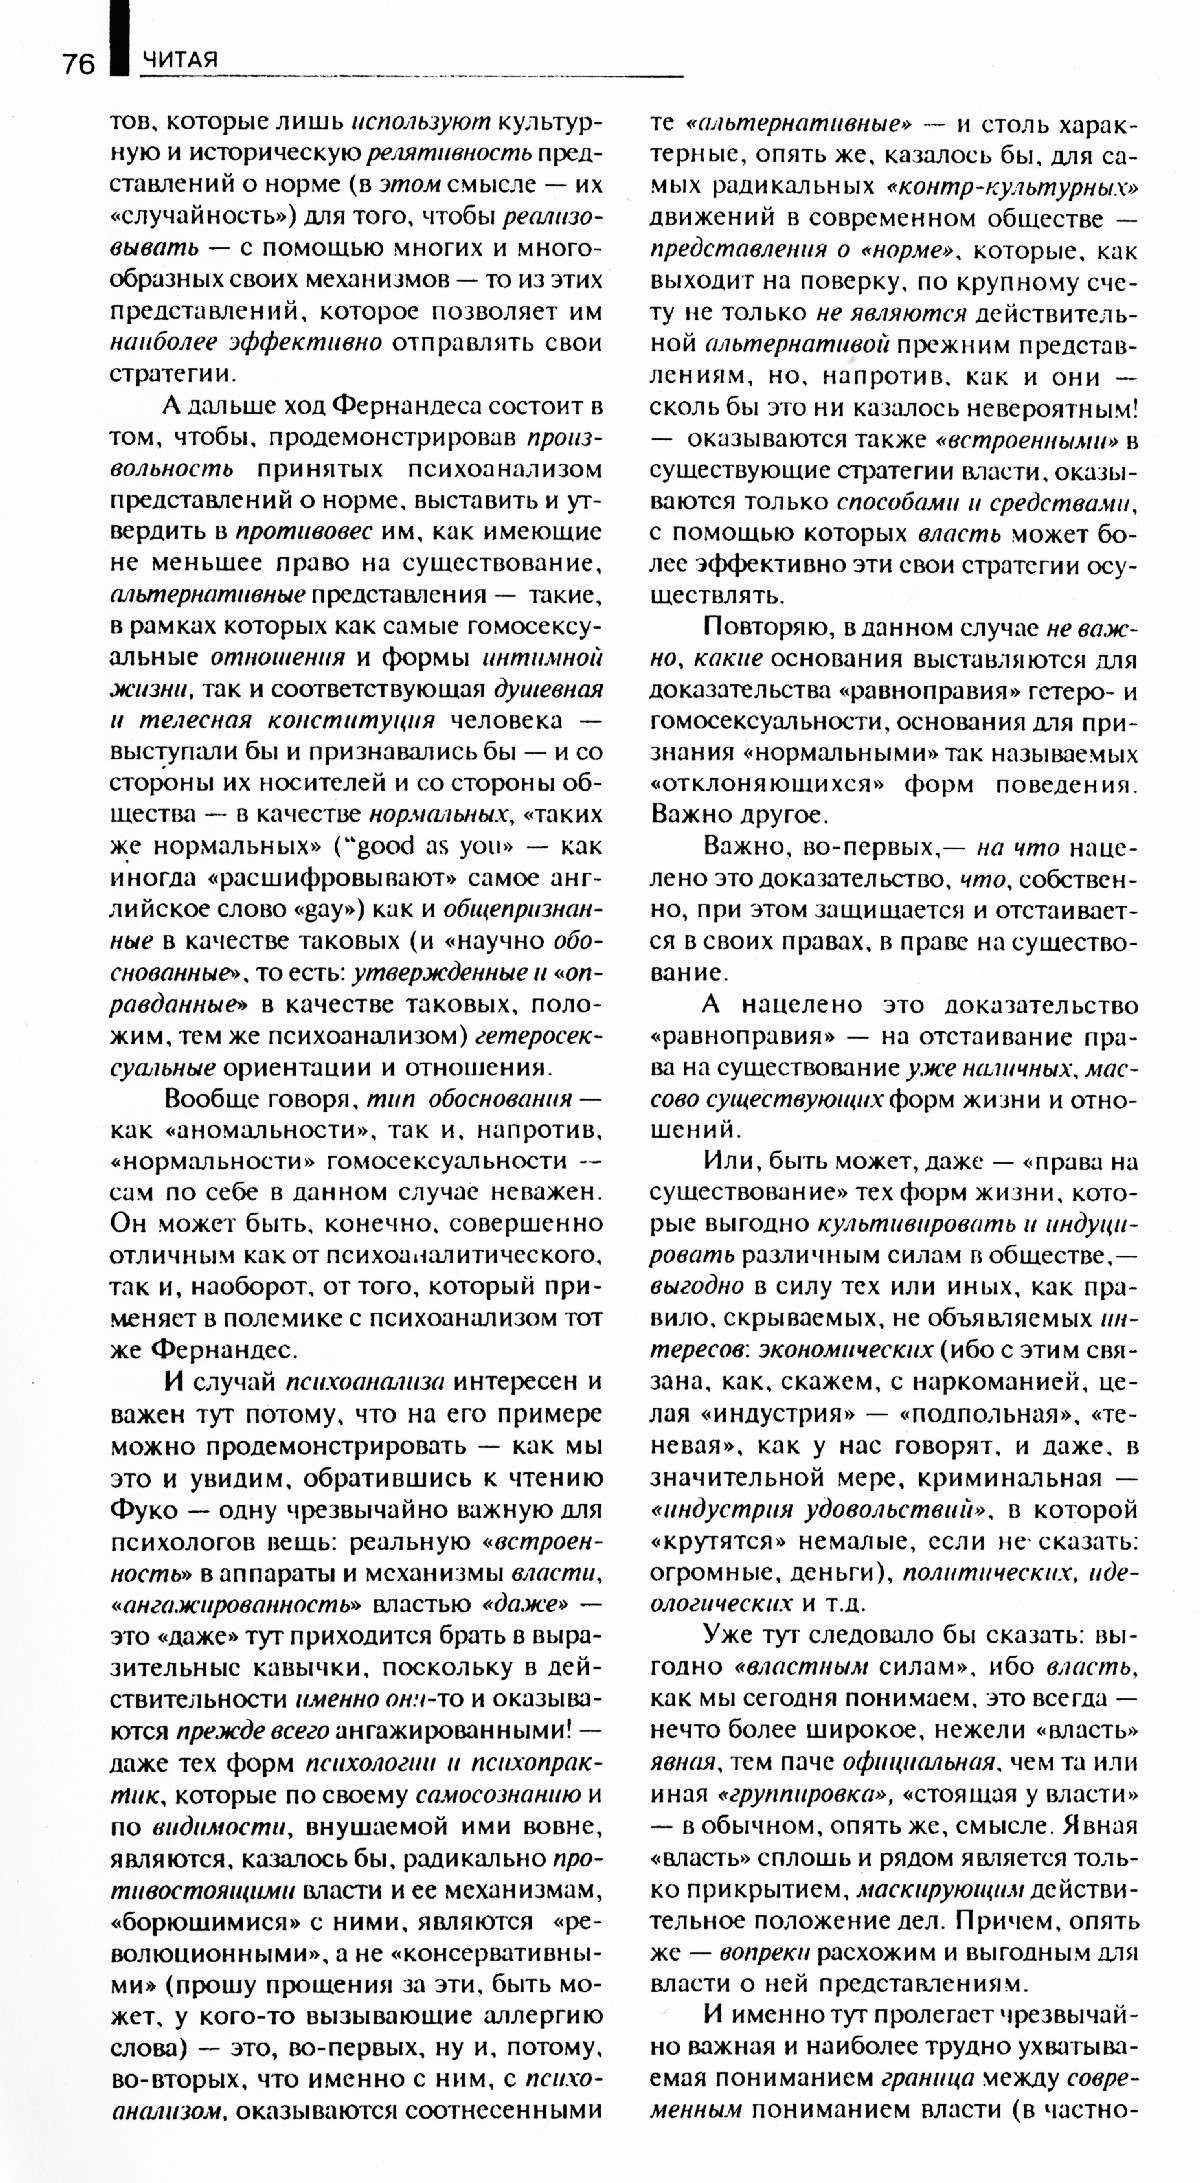 76
ЧИТАЯ
тов, которые лишь используют культур-
ную и историческую релятивность пред-
ставлений о норме (в этом смысле — их
«случайность») для того, чтобы реализо-
вывать — с помощью многих и много-
образных своих механизмов — то из этих
представлений, которое позволяет им
наиболее эффективно отправлять свои
стратегии.
А дальше ход Фернандеса состоит в
том, чтобы, продемонстрировав произ-
вольность принятых психоанализом
представлений о норме, выставить и ут-
вердить в противовес им, как имеющие
не меньшее право на существование,
альтернативные представления — такие,
в рамках которых как самые гомосексу-
альные отношения и формы интимной
жизни, так и соответствующая душевная
и телесная конституция человека —
выступали бы и признавались бы — и со
стороны их носителей и со стороны об-
щества — в качестве нормальных, «таких
же нормальных» ("good as you» — как
иногда «расшифровывают» самое анг-
лийское слово «gay») как и общепризнан-
ные в качестве таковых (и «научно обо-
снованные», то есть: утвержденные и «оп-
равданные» в качестве таковых, поло-
жим, тем же психоанализом) гетеросек-
суальные ориентации и отношения.
Вообще говоря, тип обоснования —
как «аномальности», так и, напротив,
«нормальности» гомосексуальности —
сам по себе в данном случае неважен.
Он может быть, конечно, совершенно
отличным как от психоаналитического,
так и, наоборот, от того, который при-
меняет в полемике с психоанализом тот
же Фернандес.
И случай психоанализа интересен и
важен тут потому, что на его примере
можно продемонстрировать — как мы
это и увидим, обратившись к чтению
Фуко — одну чрезвычайно важную для
психологов вещь: реальную «встроен-
ность» в аппараты и механизмы власти,
«ангажированность» властью «даже» —
это «даже» тут приходится брать в выра-
зительные кавычки, поскольку в дей-
ствительности именно они-то и оказыва-
ются прежде всего ангажированными! —
даже тех форм психологии и психопрак-
тик, которые по своему самосознанию и
по видимости, внушаемой ими вовне,
являются, казалось бы, радикально про-
тивостоящими власти и ее механизмам,
«борющимися» с ними, являются «ре-
волюционными», а не «консервативны-
ми» (прошу прощения за эти, быть мо-
жет, у кого-то вызывающие аллергию
слова) — это, во-первых, ну и, потому,
во-вторых, что именно с ним, с психо-
анализом, оказываются соотнесенными
те «альтернативные» — и столь харак-
терные, опять же, казалось бы, для са-
мых радикальных «контр-культурных»
движений в современном обществе —
представления о «норме», которые, как
выходит на поверку, по крупному сче-
ту не только не являются действитель-
ной альтернативой прежним представ-
лениям, но, напротив, как и они —
сколь бы это ни казалось невероятным!
— оказываются также «встроенными» в
существующие стратегии власти, оказы-
ваются только способами и средствами,
с помощью которых власть может бо-
лее эффективно эти свои стратегии осу-
ществлять.
Повторяю, в данном случае не важ-
но, какие основания выставляются для
доказательства «равноправия» гетеро- и
гомосексуальности, основания для при-
знания «нормальными» так называемых
«отклоняющихся» форм поведения.
Важно другое.
Важно, во-первых,— на что наце-
лено это доказательство, что, собствен-
но, при этом защищается и отстаивает-
ся в своих правах, в праве на существо-
вание.
А нацелено это доказательство
«равноправия» — на отстаивание пра-
ва на существование уже наличных, мас-
сово существующих форм жизни и отно-
шений.
Или, быть может, даже — «права на
существование» тех форм жизни, кото-
рые выгодно культивировать и индуци-
ровать различным силам в обществе,—
выгодно в силу тех или иных, как пра-
вило, скрываемых, не объявляемых ин-
тересов: экономических (ибо с этим свя-
зана, как, скажем, с наркоманией, це-
лая «индустрия» — «подпольная», «те-
невая», как у нас говорят, и даже, в
значительной мере, криминальная —
«индустрия удовольствий», в которой
«крутятся» немалые, если не сказать:
огромные, деньги), политических, иде-
ологических и т.д.
Уже тут следовало бы сказать: вы-
годно «властным силам», ибо власть,
как мы сегодня понимаем, это всегда —
нечто более широкое, нежели «власть»
явная, тем паче официальная, чем та или
иная «группировка», «стоящая у власти»
— в обычном, опять же, смысле. Явная
«власть» сплошь и рядом является толь-
ко прикрытием, маскирующим действи-
тельное положение дел. Причем, опять
же — вопреки расхожим и выгодным для
власти о ней представлениям.
И именно тут пролегает чрезвычай-
но важная и наиболее трудно ухватыва-
емая пониманием граница между совре-
менным пониманием власти (в частно-